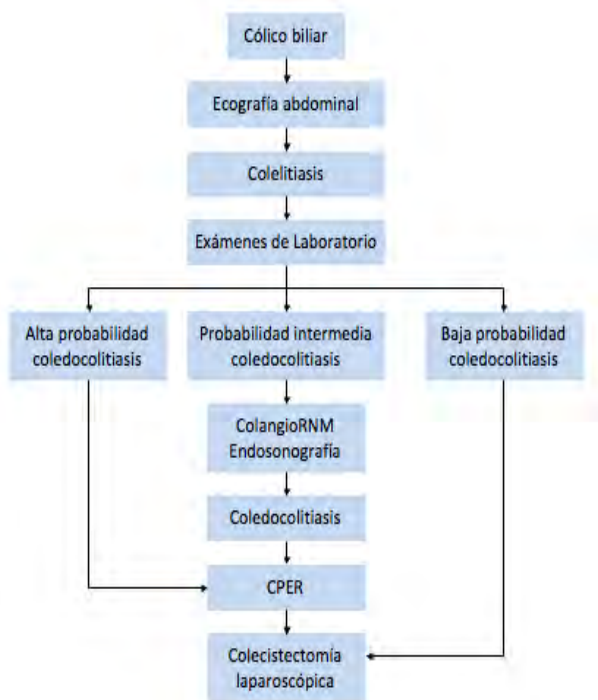 Cólico biliar
Ecografía abdominal
Colelitiasis
Exámenes de Laboratorio
Alta probabilidad
coledocolitiasis
Probabilidad intermedia
coledocolitiasis
Baja probabilidad
coledocolitiasis
ColangioRNM
Endosonografía
Coledocolitiasis
CPER
Colecistectomía
laparoscópica